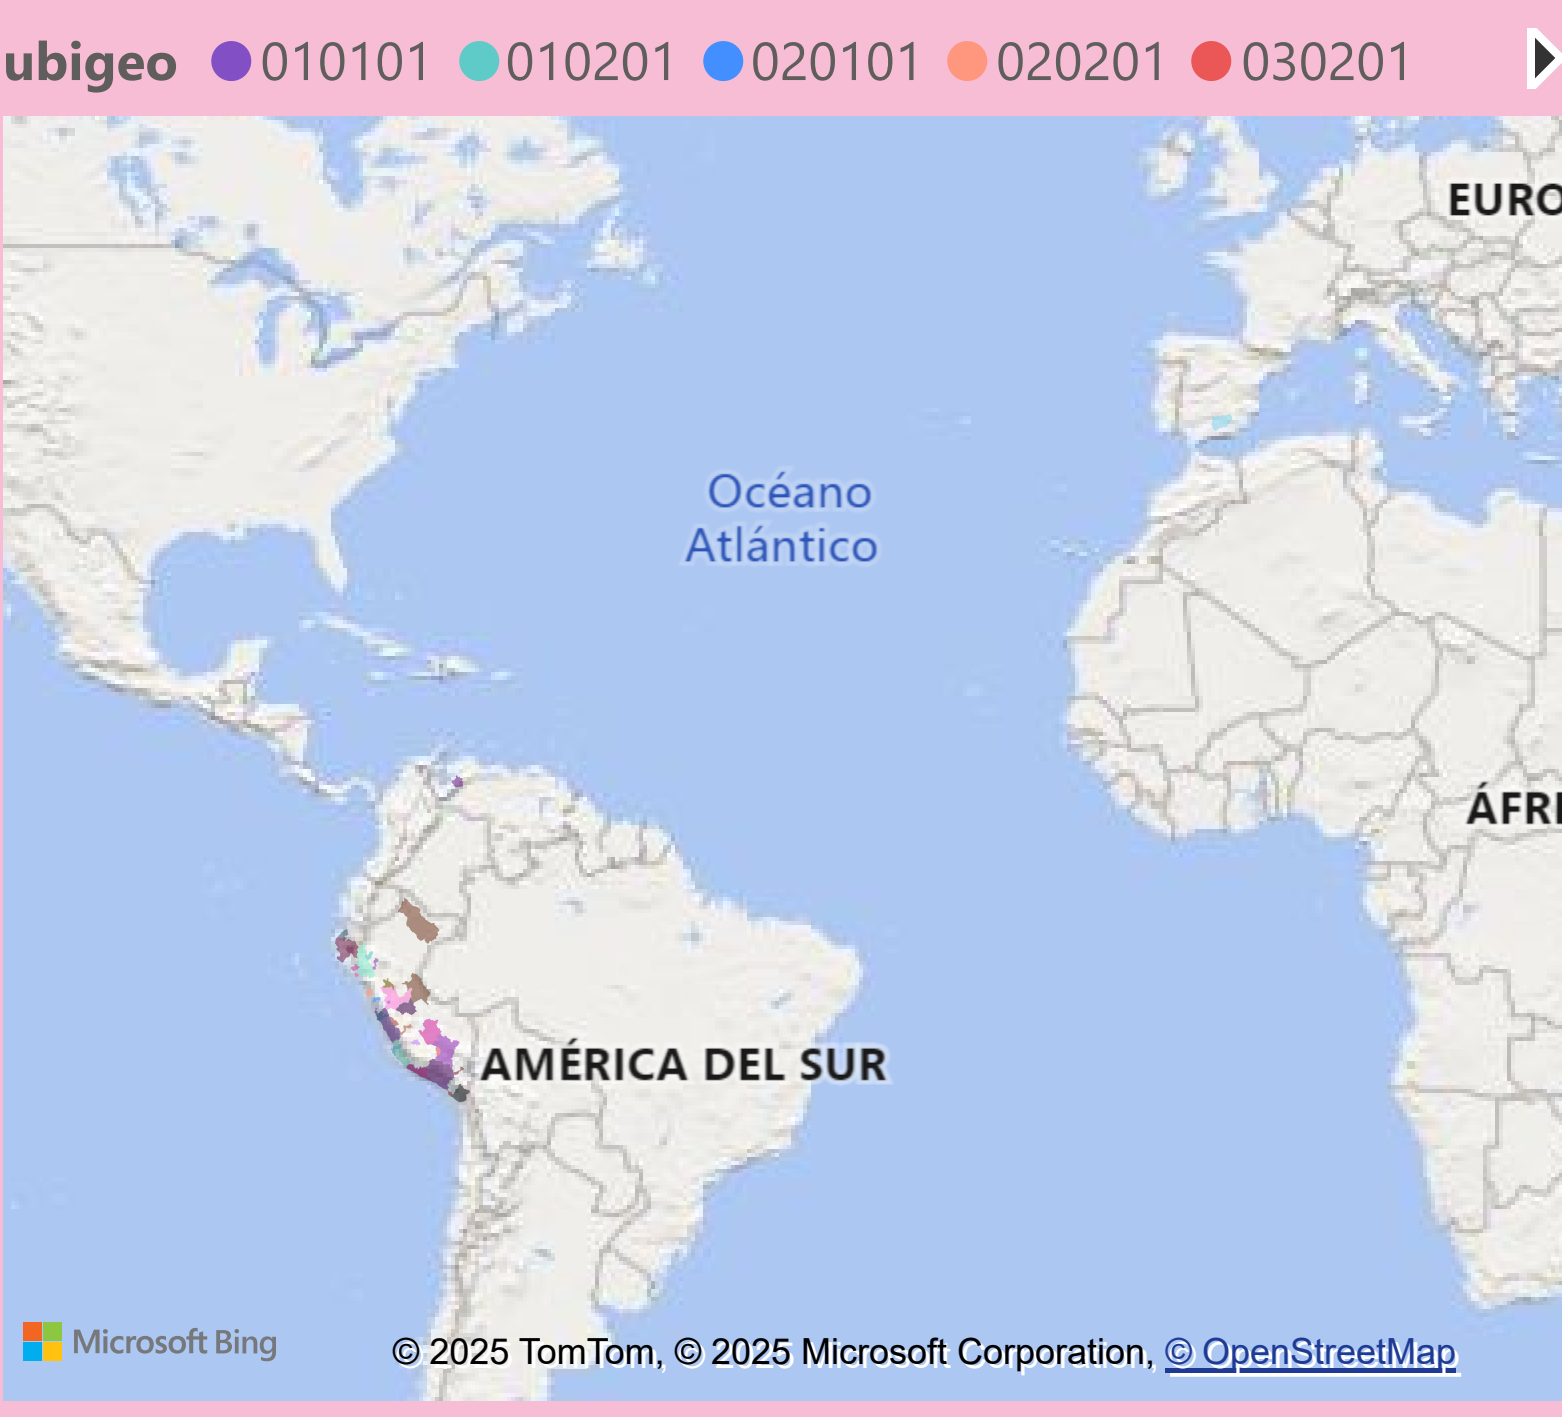 ubigeo 010101 010201 020101 020201 030201
EURO
Océano
Atlántico
ÁFRI
AMÉRICA DEL SUR
Microsoft Bing
© 2025 TomTom, © 2025 Microsoft Corporation, © OpenStreetMap